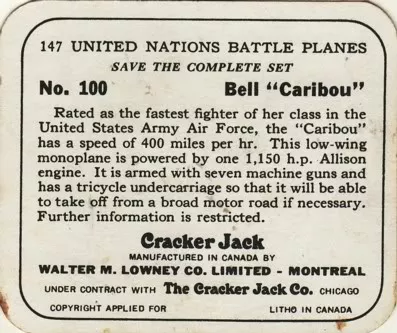 147 UNITED NATIONS BATTLE PLANES
SAVE THE COMPLETE SET
No. 100 Bell "Caribou"
Rated as the fastest fighter of her class in the
United States Army Air Force, the "Caribou"
has a speed of 400 miles per hr. This low-wing
monoplane is powered by one 1,150 h.p. Allison
engine. It is armed with seven machine guns and
has a tricycle undercarriage so that it will be able
to take off from a broad motor road if necessary.
Further information is restricted.
Cracker Jack
MANUFACTURED IN CANADA BY
WALTER M. LOWNEY CO. LIMITED - MONTREAL
UNDER CONTRACT WITH The Cracker Jack Co. CHICAGO
COPYRIGHT APPLIED FOR LITHO IN CANADA